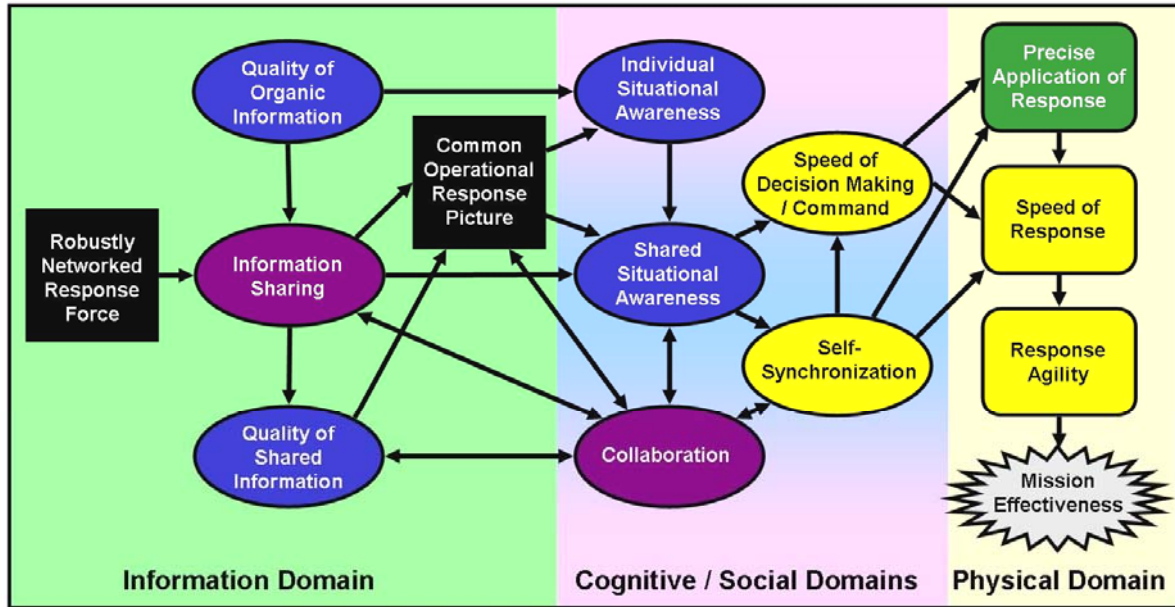 Quality of
Organic
Information
Individual
Situational
Awareness
Precise
Application of
Response
Common
Operational
Response
Picture
Speed of
Decision Making
/ Command
Speed of
Response
Robustly
Networked
Response
Force
Information
Sharing
Shared
Situational
Awareness
Self-
Synchronization
Response
Agility
Quality of
Shared
Information
Collaboration
Mission
Effectiveness
Information Domain
Cognitive / Social Domains
Physical Domain